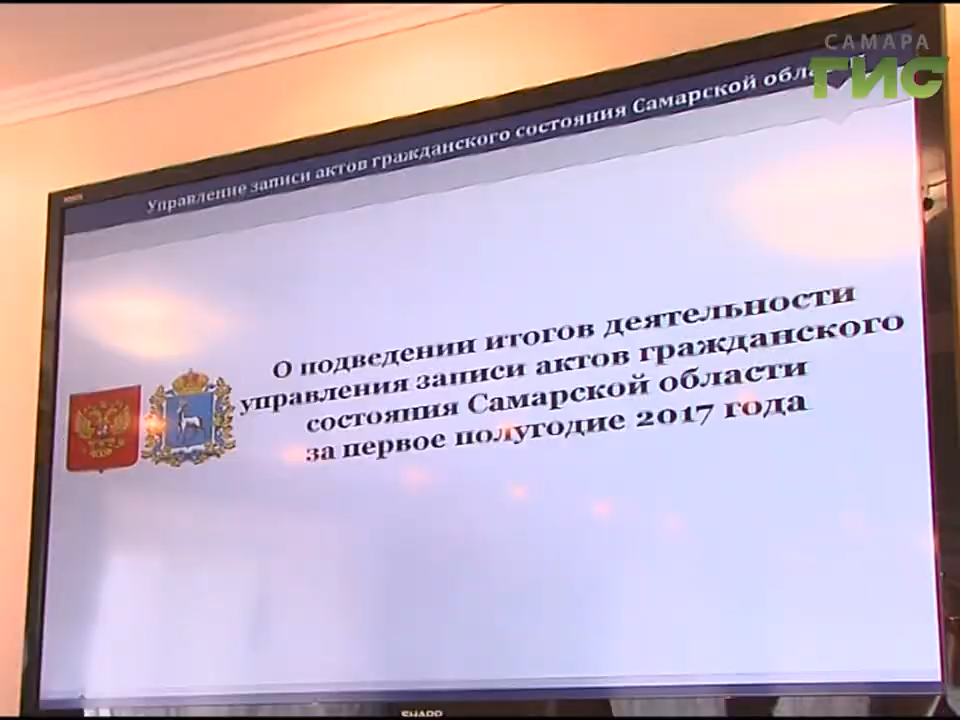 САМАРА
ГИС
Управление записи актов гражданского состояния Самарской
О подведении итогов деятельности
управления записи актов гражданского
состояния Самарской области
за первое полугодие 2017 года
SHARP